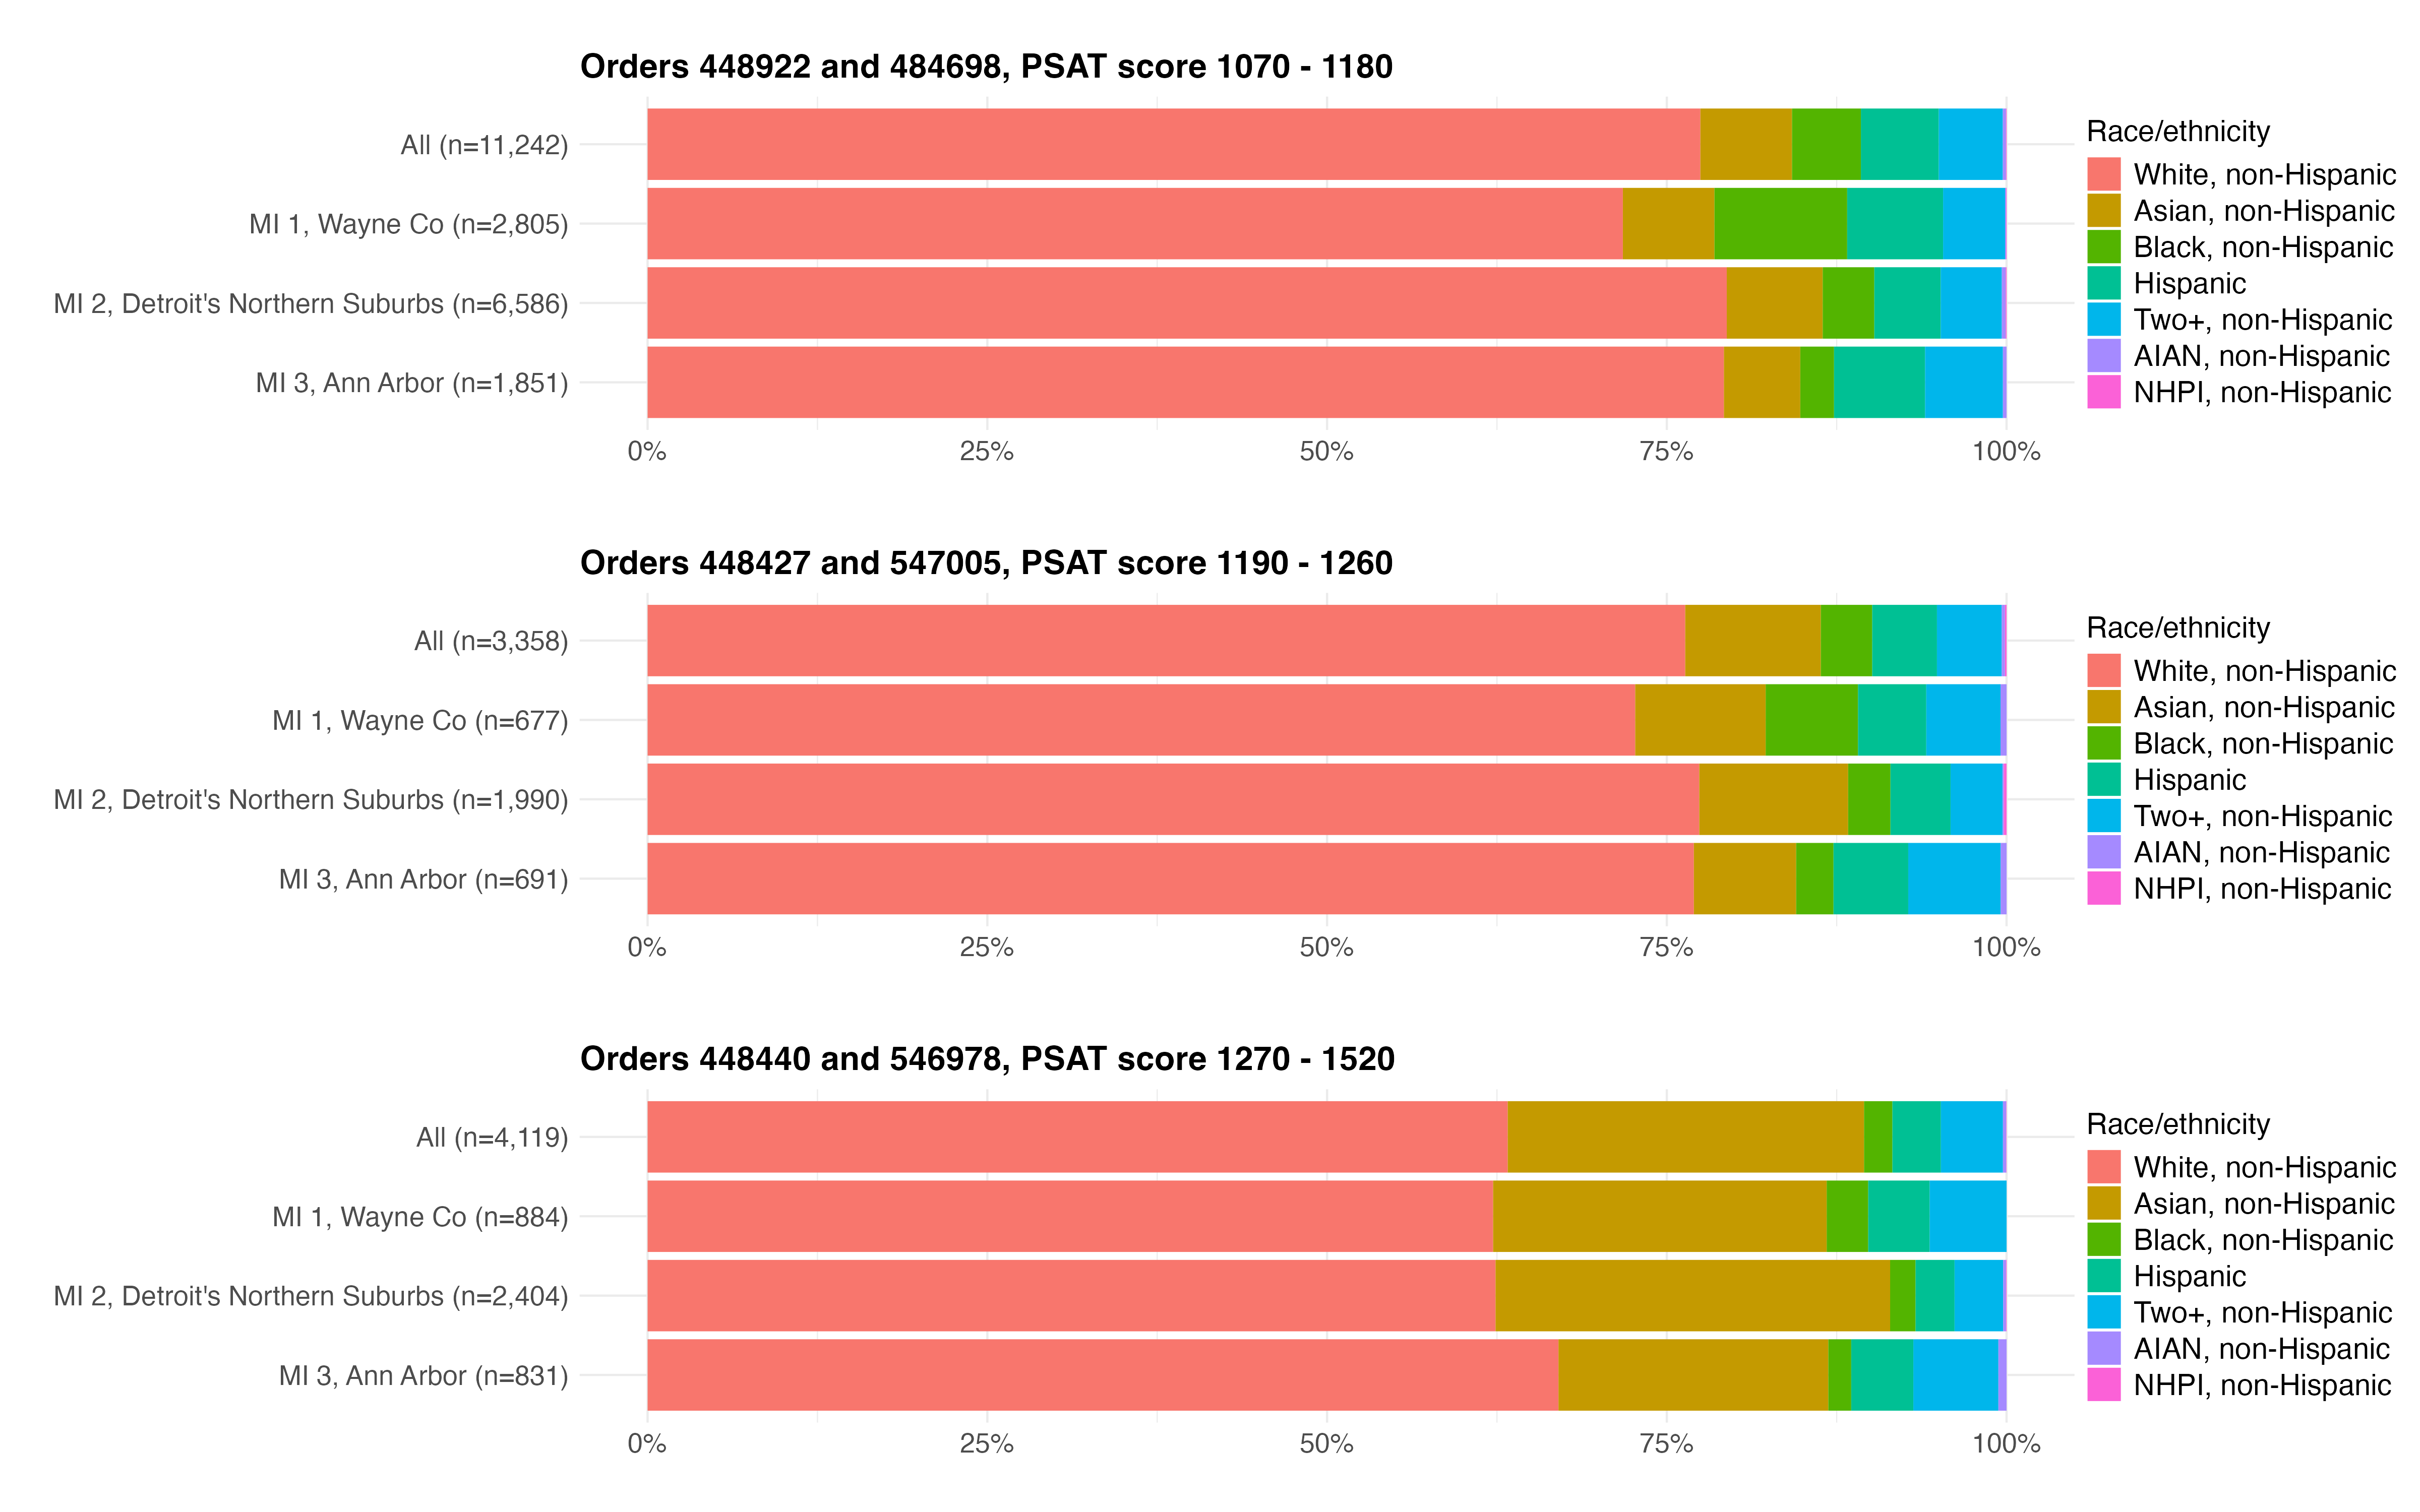 Orders 448922 and 484698, PSAT score 1070 - 1180
All (n=11,242)
MI 1, Wayne Co (n=2,805)
MI 2, Detroit's Northern Suburbs (n=6,586)
MI 3, Ann Arbor (n=1,851)
0% 25% 50% 75% 100%
Race/ethnicity
White, non-Hispanic
Asian, non-Hispanic
Black, non-Hispanic
Hispanic
Two+, non-Hispanic
AIAN, non-Hispanic
NHPI, non-Hispanic
Orders 448427 and 547005, PSAT score 1190 - 1260
All (n=3,358)
MI 1, Wayne Co (n=677)
MI 2, Detroit's Northern Suburbs (n=1,990)
MI 3, Ann Arbor (n=691)
0% 25% 50% 75% 100%
Race/ethnicity
White, non-Hispanic
Asian, non-Hispanic
Black, non-Hispanic
Hispanic
Two+, non-Hispanic
AIAN, non-Hispanic
NHPI, non-Hispanic
Orders 448440 and 546978, PSAT score 1270 - 1520
All (n=4,119)
MI 1, Wayne Co (n=884)
MI 2, Detroit's Northern Suburbs (n=2,404)
MI 3, Ann Arbor (n=831)
0% 25% 50% 75% 100%
Race/ethnicity
White, non-Hispanic
Asian, non-Hispanic
Black, non-Hispanic
Hispanic
Two+, non-Hispanic
AIAN, non-Hispanic
NHPI, non-Hispanic